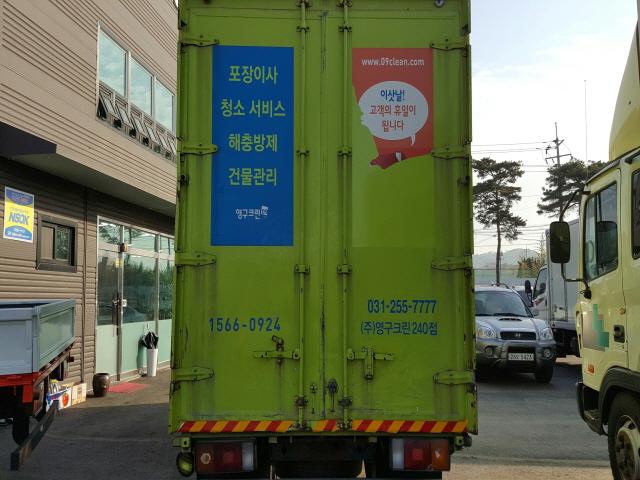 포장이사
청소 서비스
해충방제
건물관리
영구크린
www.09clean.com
이삿날!
고객의 휴일이
됩니다
1566-0924
031-255-7777
(주)영구크린240점
NSOK